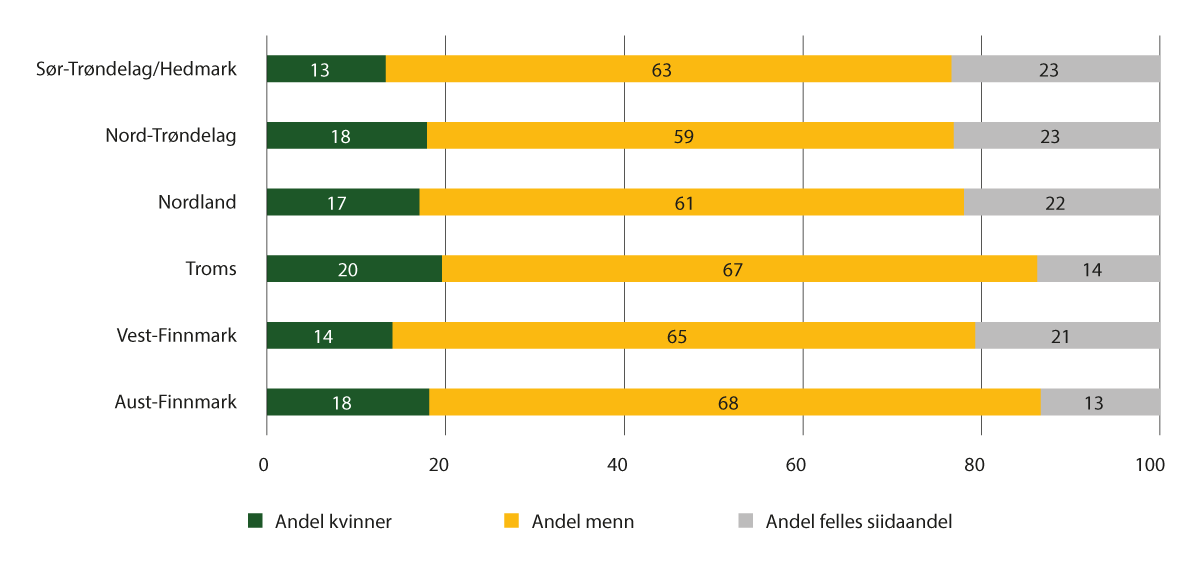 Sør-Trøndelag/Hedmark 13 63 23
Nord-Trøndelag 18 59 23
Nordland 17 61 22
Troms 20 67 14
Vest-Finnmark 14 65 21
Aust-Finnmark 18 68 13
0 20 40 60 80 100
Andel kvinner Andel menn Andel felles siidaandel